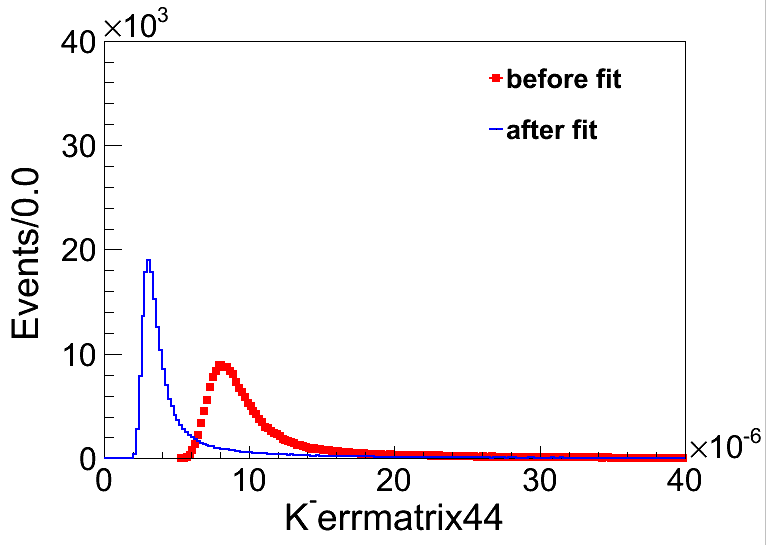 ×10³
40
30
20
10
0
Events/0.0
before fit
after fit
0 10 20 30 40
×10⁻⁶
K⁻errmatrix44